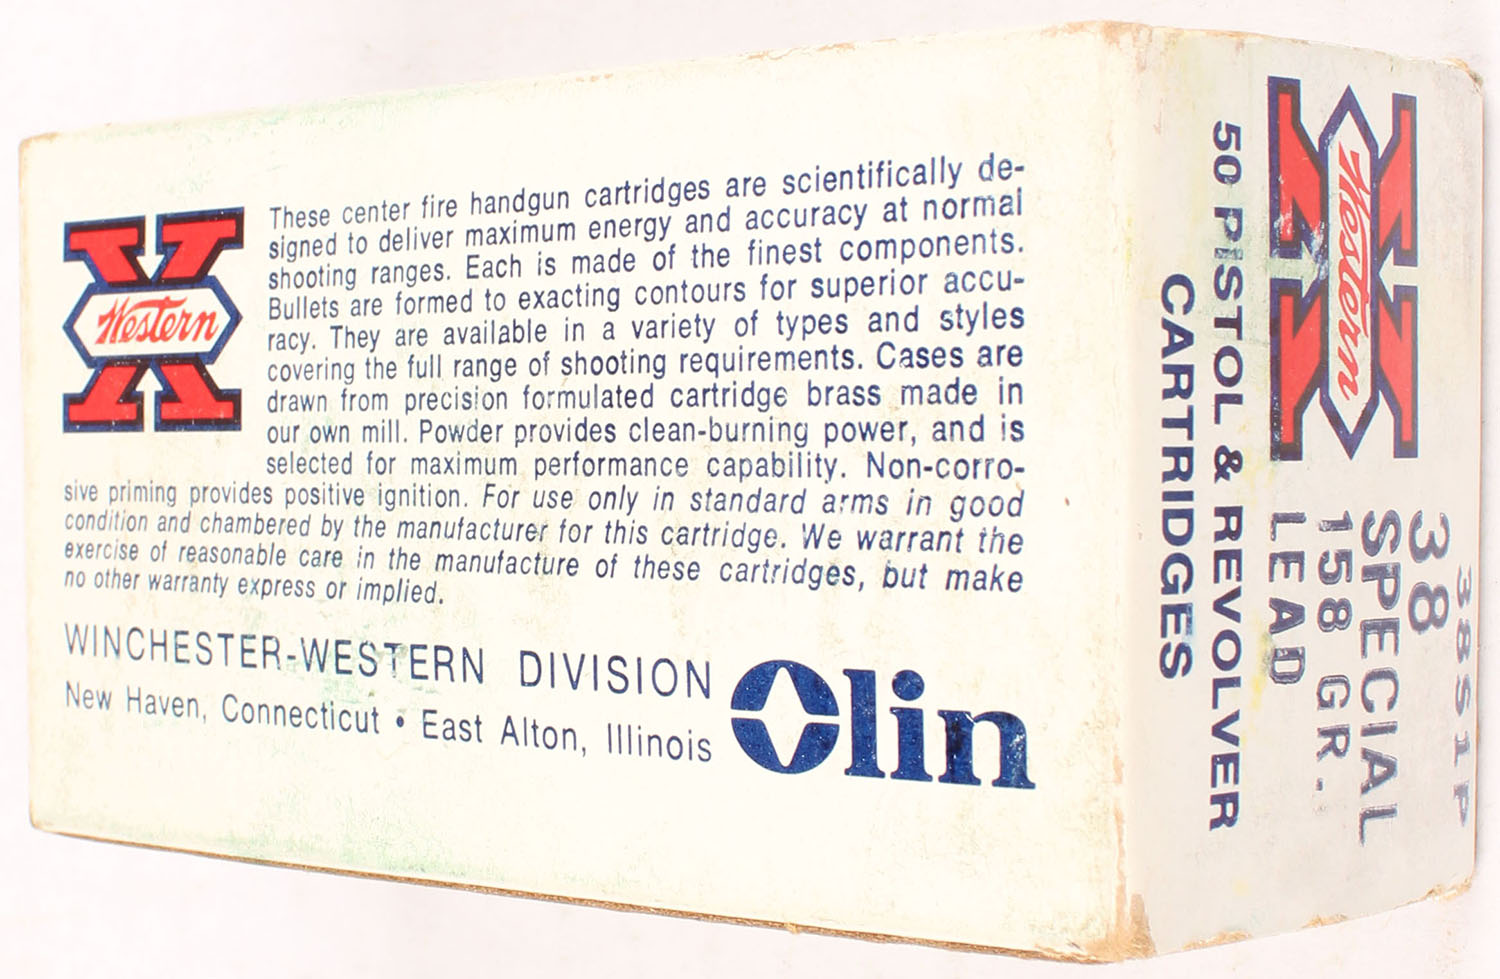 Western
These center fire handgun cartridges are scientifically de-
signed to deliver maximum energy and accuracy at normal
shooting ranges. Each is made of the finest components.
Bullets are formed to exacting contours for superior accu-
racy. They are available in a variety of types and styles
covering the full range of shooting requirements. Cases are
drawn from precision formulated cartridge brass made in
our own mill. Powder provides clean-burning power, and is
selected for maximum performance capability. Non-corro-
sive priming provides positive ignition. For use only in standard arms in good
condition and chambered by the manufacturer for this cartridge. We warrant the
exercise of reasonable care in the manufacture of these cartridges, but make
no other warranty express or implied.
WINCHESTER-WESTERN DIVISION
New Haven, Connecticut • East Alton, Illinois
Olin
38S1P
38
SPECIAL
158 GR.
LEAD
Western
50 PISTOL & REVOLVER
CARTRIDGES